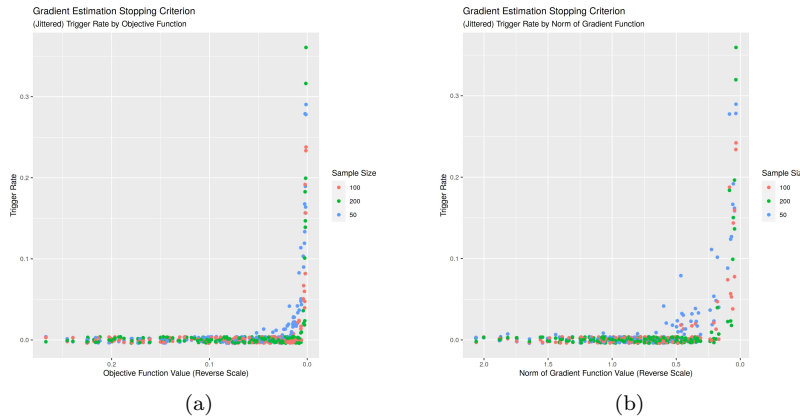 Gradient Estimation Stopping Criterion
(Jittered) Trigger Rate by Objective Function
Trigger Rate
0.3
0.2
0.1
0.0
0.2
0.1
0.0
Objective Function Value (Reverse Scale)
Sample Size
100
200
50
(a)
Gradient Estimation Stopping Criterion
(Jittered) Trigger Rate by Norm of Gradient Function
Trigger Rate
0.3
0.2
0.1
0.0
2.0
1.5
1.0
0.5
0.0
Norm of Gradient Function Value (Reverse Scale)
Sample Size
100
200
50
(b)